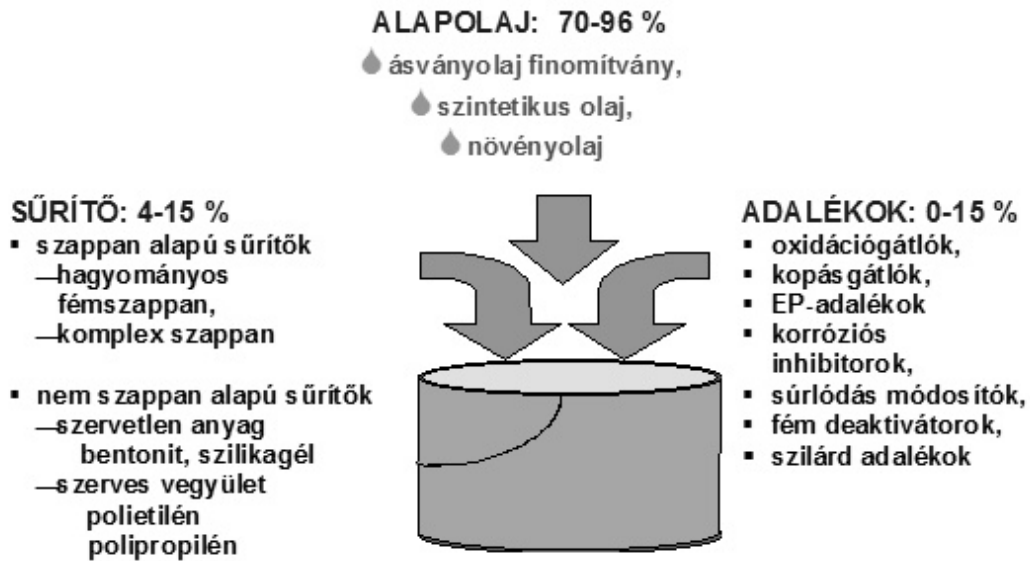 ALAPOLAJ: 70-96 %
ásványolaj finomítvány,
szintetikus olaj,
növényolaj
SŰRÍTŐ: 4-15 %
▪ szappan alapú sűrítők
—hagyományos
fémszappan,
—komplex szappan
▪ nem szappan alapú sűrítők
—szervetlen anyag
bentonit, szilikagél
—szerves vegyület
polietilén
polipropilén
ADALÉKOK: 0-15 %
▪ oxidációgátlók,
▪ kopásgátlók,
▪ EP-adalékok
▪ korróziós
inhibitorok,
▪ súrlódás módosítók,
▪ fém deaktivátorok,
▪ szilárd adalékok